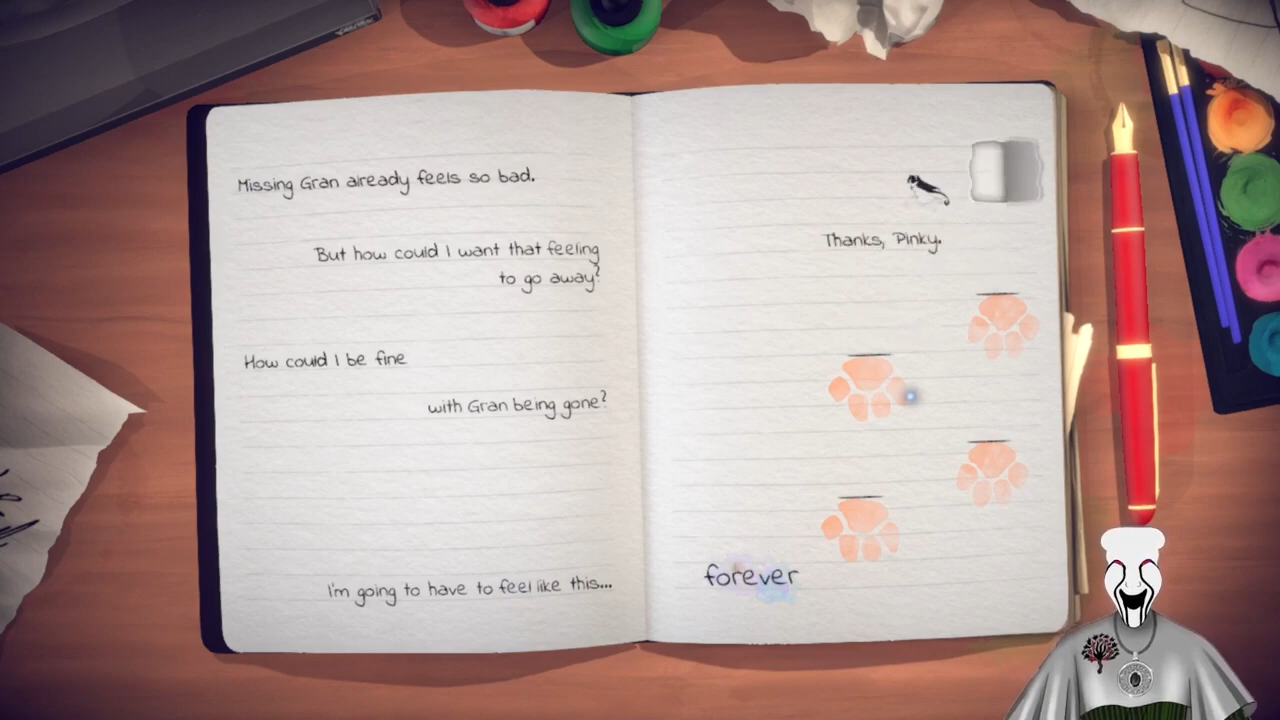 Missing Gran already feels so bad.
But how could I want that feeling
to go away?
How could I be fine
with Gran being gone?
I'm going to have to feel like this...
Thanks, Pinky.
forever